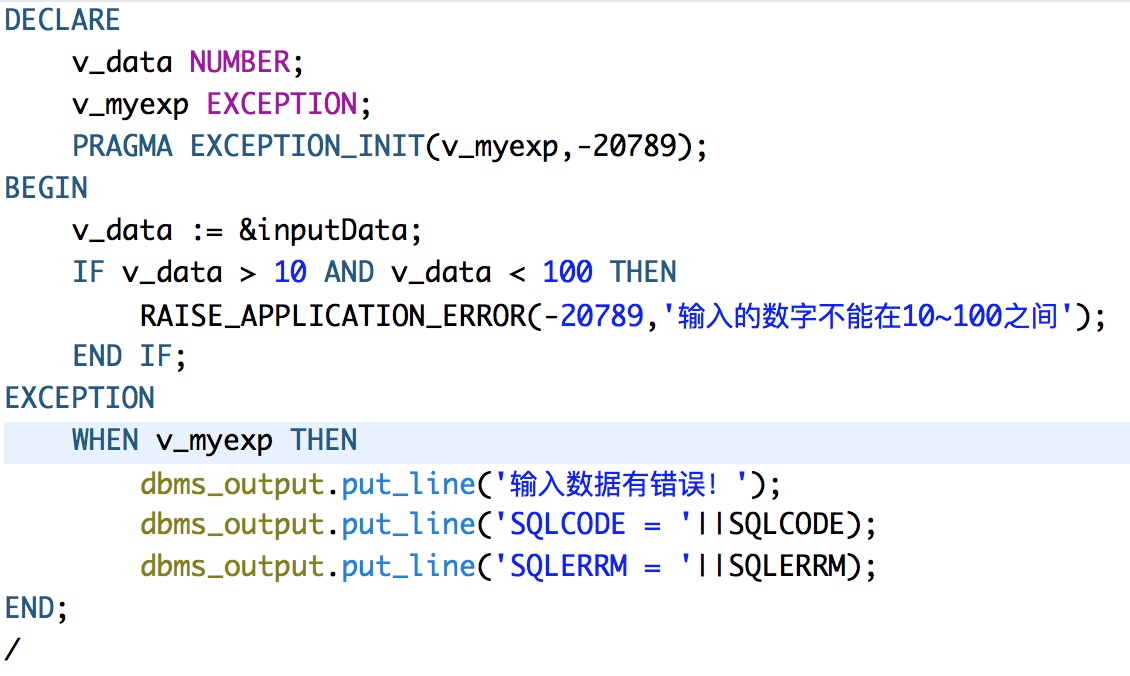 DECLARE
v_data NUMBER;
v_myexp EXCEPTION;
PRAGMA EXCEPTION_INIT(v_myexp,-20789);
BEGIN
v_data := &inputData;
IF v_data > 10 AND v_data < 100 THEN
RAISE_APPLICATION_ERROR(-20789,'输入的数字不能在10~100之间');
END IF;
EXCEPTION
WHEN v_myexp THEN
dbms_output.put_line('输入数据有错误！');
dbms_output.put_line('SQLCODE = '||SQLCODE);
dbms_output.put_line('SQLERRM = '||SQLERRM);
END;
/